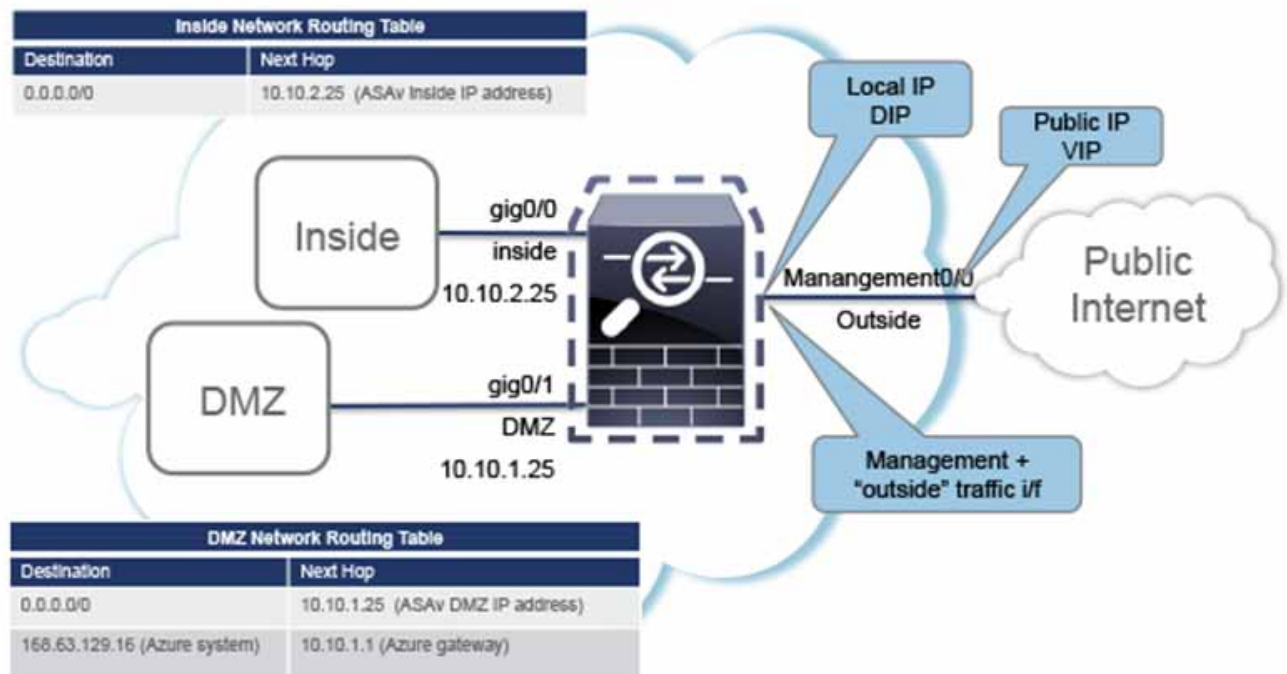 Inside Network Routing Table
Destination Next Hop
0.0.0.0/0 10.10.2.25 (ASAv Inside IP address)
Local IP
DIP
Public IP
VIP
Inside
gig0/0
inside
10.10.2.25
Manangement0/0
Outside
Public
Internet
DMZ
gig0/1
DMZ
10.10.1.25
Management +
"outside" traffic i/f
DMZ Network Routing Table
Destination Next Hop
0.0.0.0/0 10.10.1.25 (ASAv DMZ IP address)
168.63.129.16 (Azure system) 10.10.1.1 (Azure gateway)